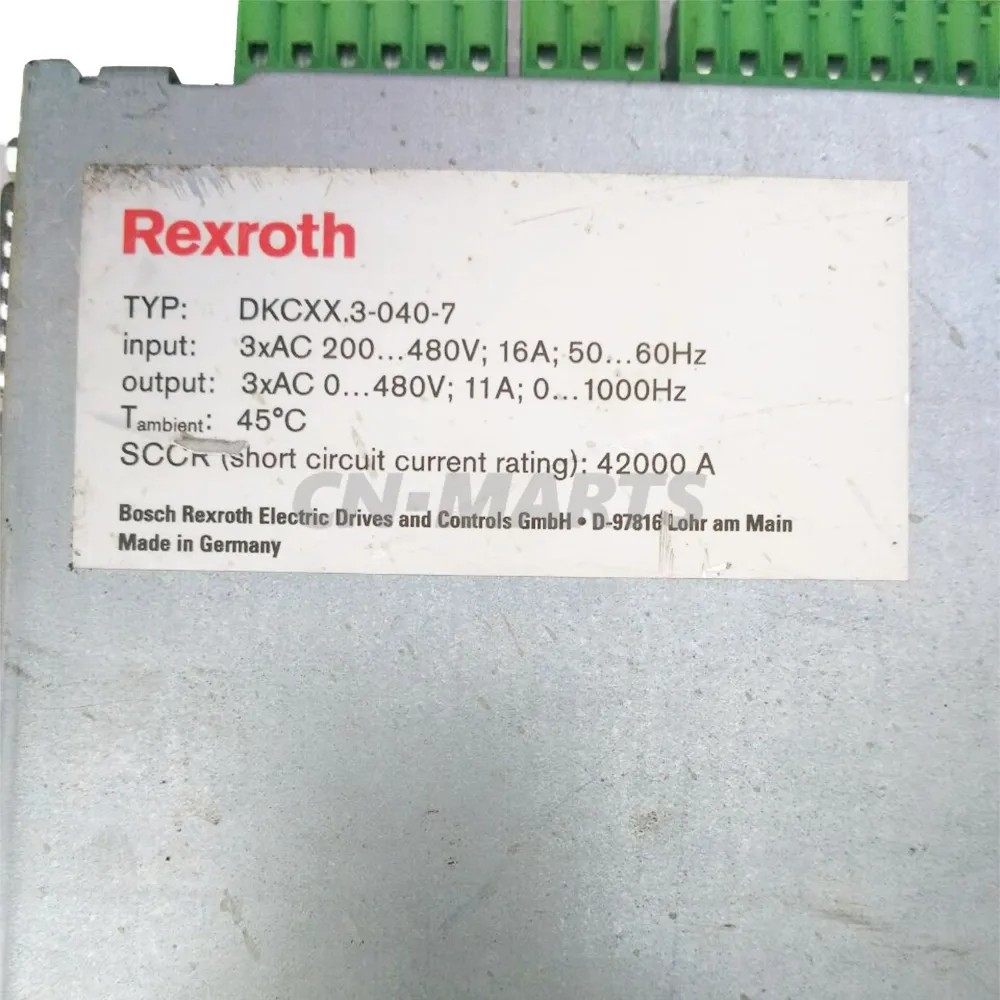 Rexroth
TYP: DKCXX.3-040-7
input: 3xAC 200...480V; 16A; 50...60Hz
output: 3xAC 0...480V; 11A; 0...1000Hz
Tambient: 45°C
SCCR (short circuit current rating): 42000 A
CN-MARTS
Bosch Rexroth Electric Drives and Controls GmbH • D-97816 Lohr am Main
Made in Germany